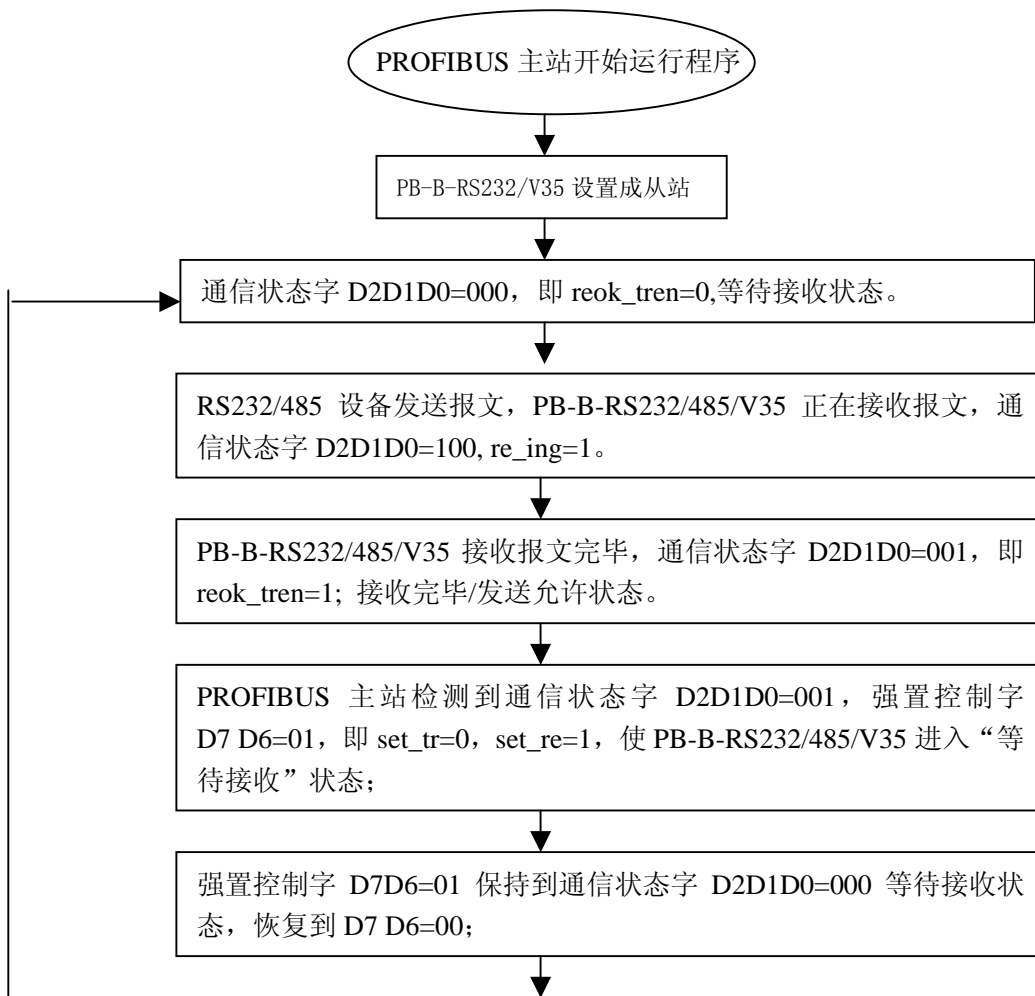 PROFIBUS 主站开始运行程序
PB-B-RS232/V35 设置成从站
通信状态字 D2D1D0=000，即 reok_tren=0,等待接收状态。
RS232/485 设备发送报文，PB-B-RS232/485/V35 正在接收报文，通
信状态字 D2D1D0=100, re_ing=1。
PB-B-RS232/485/V35 接收报文完毕，通信状态字 D2D1D0=001，即
reok_tren=1; 接收完毕/发送允许状态。
PROFIBUS 主站检测到通信状态字 D2D1D0=001，强置控制字
D7 D6=01，即 set_tr=0，set_re=1，使 PB-B-RS232/485/V35 进入“等
待接收”状态；
强置控制字 D7D6=01 保持到通信状态字 D2D1D0=000 等待接收状
态，恢复到 D7 D6=00；